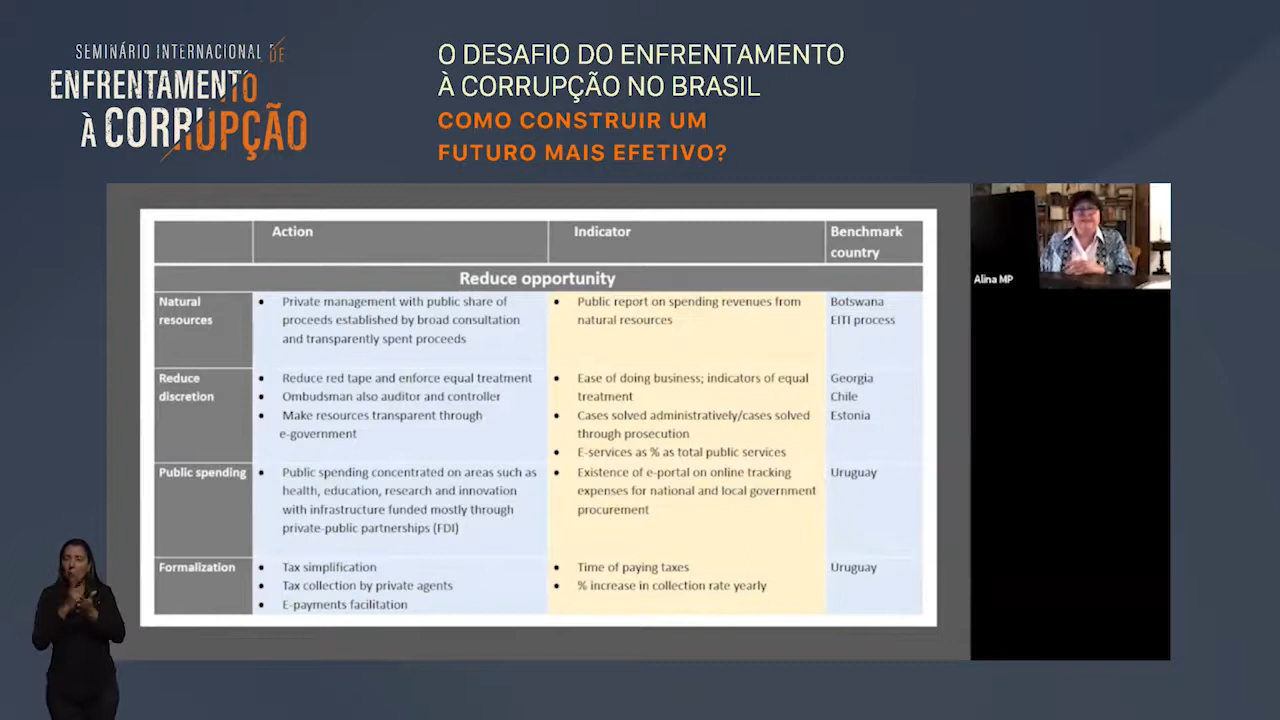 SEMINÁRIO INTERNACIONAL DE
ENFRENTAMENTO
À CORRUPÇÃO
O DESAFIO DO ENFRENTAMENTO
À CORRUPÇÃO NO BRASIL
COMO CONSTRUIR UM
FUTURO MAIS EFETIVO?
Action
Indicator
Benchmark
country
Reduce opportunity
Natural
resources
• Private management with public share of
proceeds established by broad consultation
and transparently spent proceeds
• Public report on spending revenues from
natural resources
Botswana
EITI process
Reduce
discretion
• Reduce red tape and enforce equal treatment
• Ombudsman also auditor and controller
• Make resources transparent through
e-government
• Ease of doing business; indicators of equal
treatment
• Cases solved administratively/cases solved
through prosecution
• E-services as % as total public services
Georgia
Chile
Estonia
Public spending
• Public spending concentrated on areas such as
health, education, research and innovation
with infrastructure funded mostly through
private-public partnerships (FDI)
• Existence of e-portal on online tracking
expenses for national and local government
procurement
Uruguay
Formalization
• Tax simplification
• Tax collection by private agents
• E-payments facilitation
• Time of paying taxes
• % increase in collection rate yearly
Uruguay
Alina MP